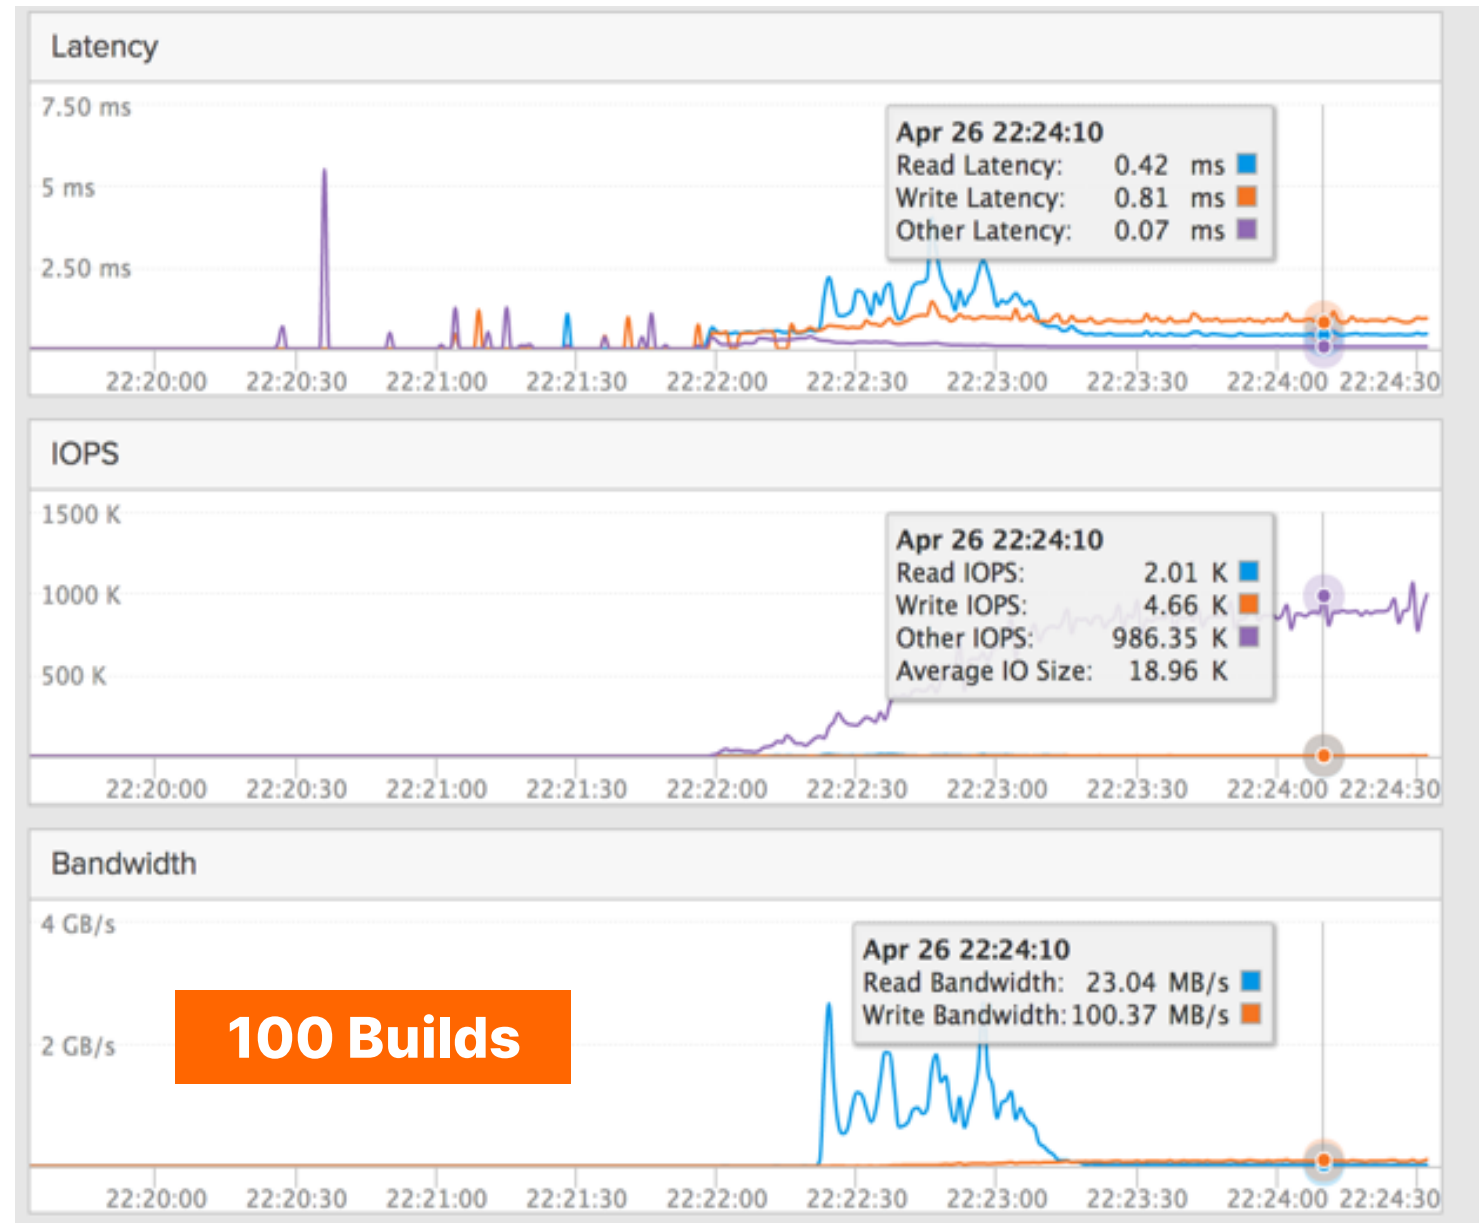 Latency
7.50 ms
5 ms
2.50 ms
Apr 26 22:24:10
Read Latency: 0.42 ms
Write Latency: 0.81 ms
Other Latency: 0.07 ms
22:20:00 22:20:30 22:21:00 22:21:30 22:22:00 22:22:30 22:23:00 22:23:30 22:24:00 22:24:30
IOPS
1500 K
1000 K
500 K
Apr 26 22:24:10
Read IOPS: 2.01 K
Write IOPS: 4.66 K
Other IOPS: 986.35 K
Average IO Size: 18.96 K
22:20:00 22:20:30 22:21:00 22:21:30 22:22:00 22:22:30 22:23:00 22:23:30 22:24:00 22:24:30
Bandwidth
4 GB/s
2 GB/s
100 Builds
Apr 26 22:24:10
Read Bandwidth: 23.04 MB/s
Write Bandwidth: 100.37 MB/s
22:20:00 22:20:30 22:21:00 22:21:30 22:22:00 22:22:30 22:23:00 22:23:30 22:24:00 22:24:30